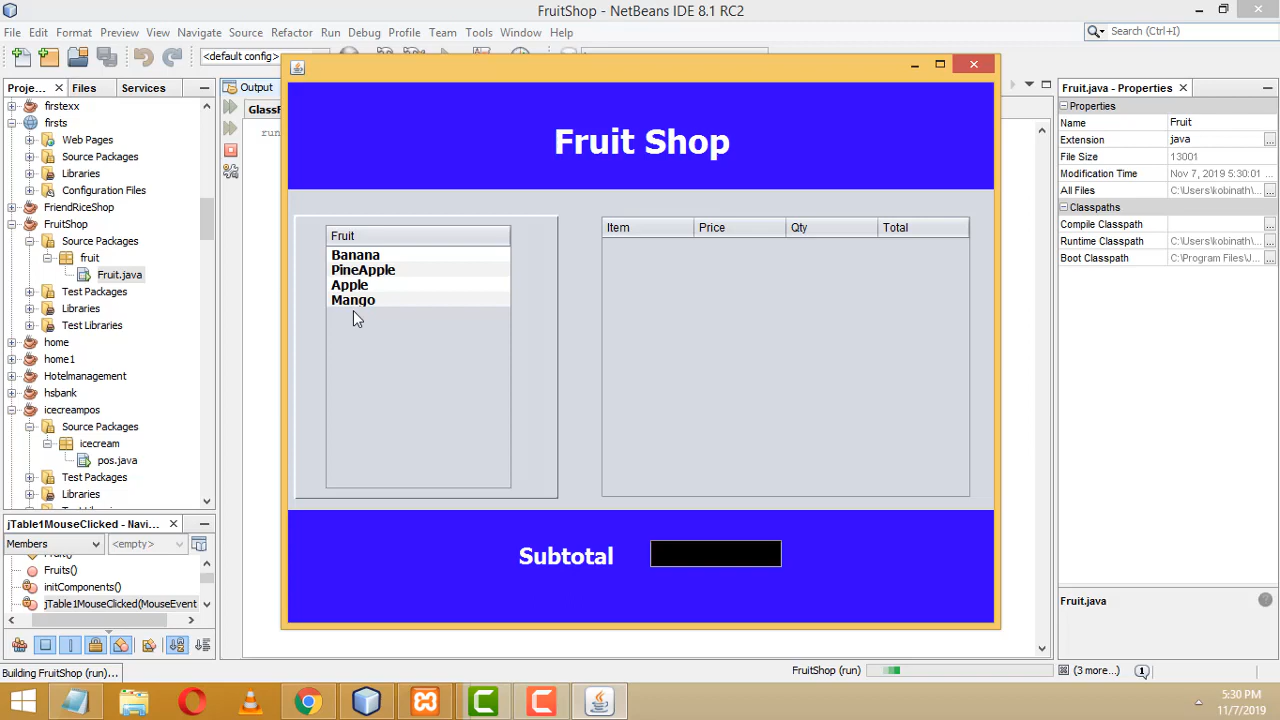 FruitShop - NetBeans IDE 8.1 RC2
File Edit Format Preview View Navigate Source Refactor Run Debug Profile Team Tools Window Help
Search (Ctrl+I)
<default config>
Proje... Files Services
Output
Fruit.java - Properties
firstexx
firsts
Web Pages
Source Packages
Libraries
Configuration Files
FriendRiceShop
FruitShop
Source Packages
fruit
Fruit.java
Test Packages
Libraries
Test Libraries
home
home1
Hotelmanagement
hsbank
icecreampos
Source Packages
icecream
pos.java
Test Packages
Libraries
jTable1MouseClicked - Navi...
Members <empty>
Fruits()
initComponents()
jTable1MouseClicked(MouseEvent
Building FruitShop (run)...
Fruit Shop
Fruit
Banana
PineApple
Apple
Mango
Item Price Qty Total
Subtotal
Properties
Name Fruit
Extension java
File Size 13001
Modification Time Nov 7, 2019 5:30:01 ...
All Files C:\Users\kobinath\...
Classpaths
Compile Classpath
Runtime Classpath C:\Users\kobinath\...
Boot Classpath C:\Program Files\J...
Fruit.java
FruitShop (run) (3 more...)
5:30 PM
11/7/2019